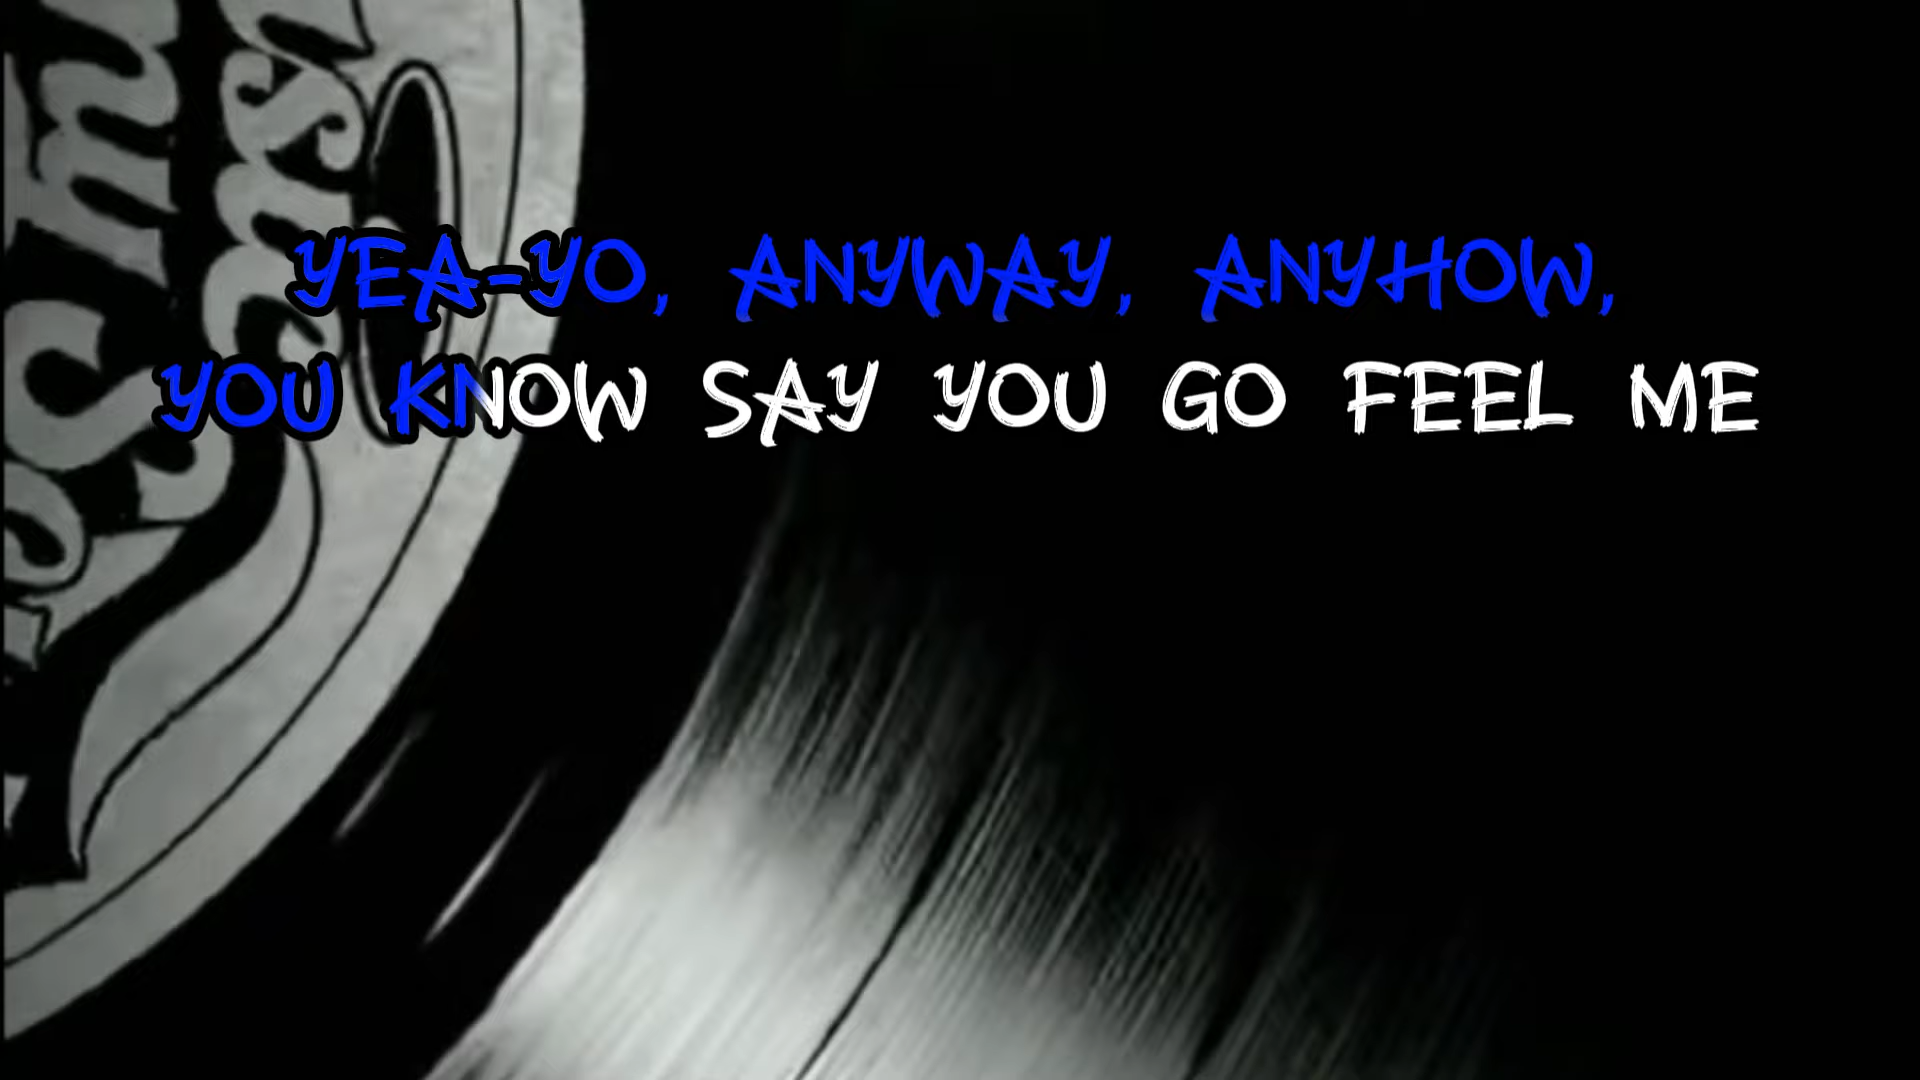 YEA-YO, ANYWAY, ANYHOW,
YOU KNOW SAY YOU GO FEEL ME